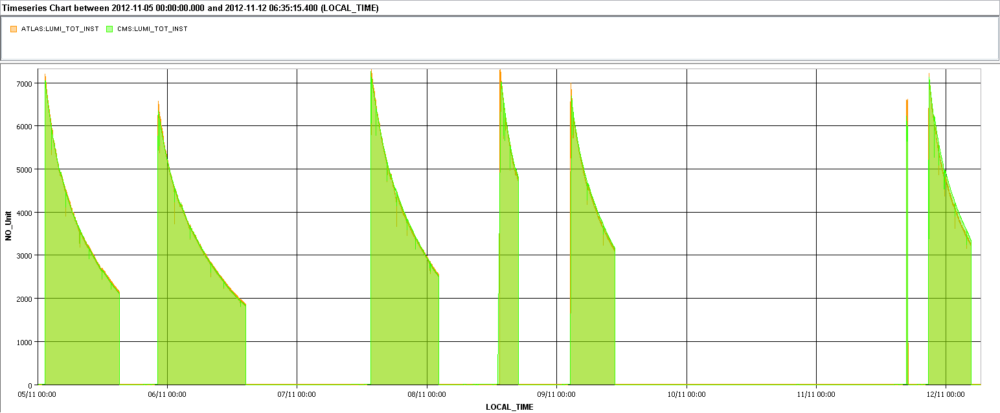 Timeseries Chart between 2012-11-05 00:00:00.000 and 2012-11-12 06:35:15.400 (LOCAL_TIME)
ATLAS:LUMI_TOT_INST CMS:LUMI_TOT_INST
7000
6000
5000
4000
3000
2000
1000
0
NO_Unit
05/11 00:00 06/11 00:00 07/11 00:00 08/11 00:00 09/11 00:00 10/11 00:00 11/11 00:00 12/11 00:00
LOCAL_TIME